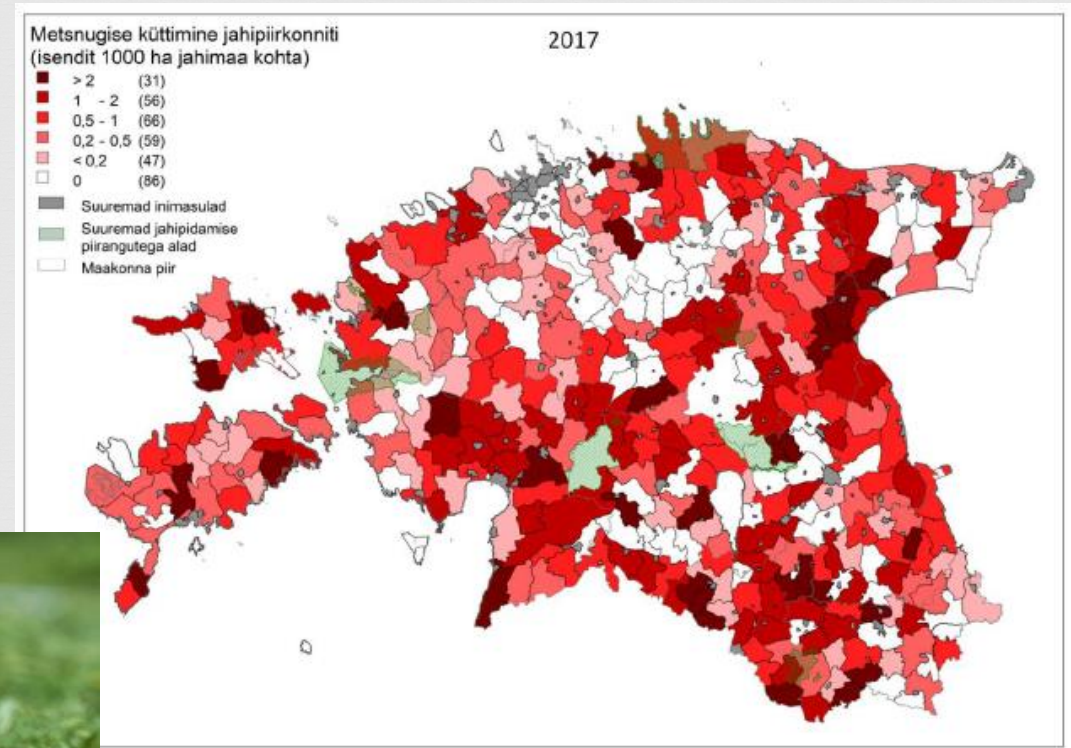 Metsnugise küttimine jahipiirkonniti
(isendit 1000 ha jahimaa kohta)
2017
> 2 (31)
1 - 2 (56)
0,5 - 1 (66)
0,2 - 0,5 (59)
< 0,2 (47)
0 (86)
Suuremad inimasulad
Suuremad jahipidamise
piirangutega alad
Maakonna piir